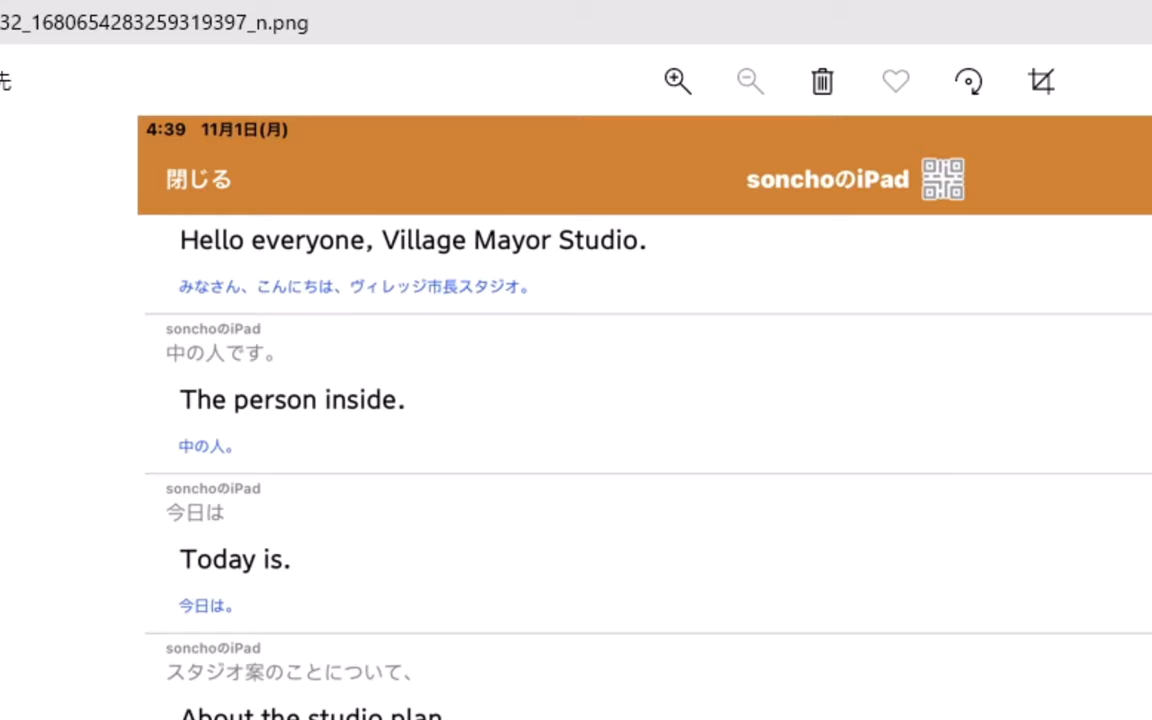 32_1680654283259319397_n.png
先
4:39 11月1日(月)
閉じる sonchoのiPad
Hello everyone, Village Mayor Studio.
みなさん、こんにちは、ヴィレッジ市長スタジオ。
sonchoのiPad
中の人です。
The person inside.
中の人。
sonchoのiPad
今日は
Today is.
今日は。
sonchoのiPad
スタジオ案のことについて、
About the studio plan